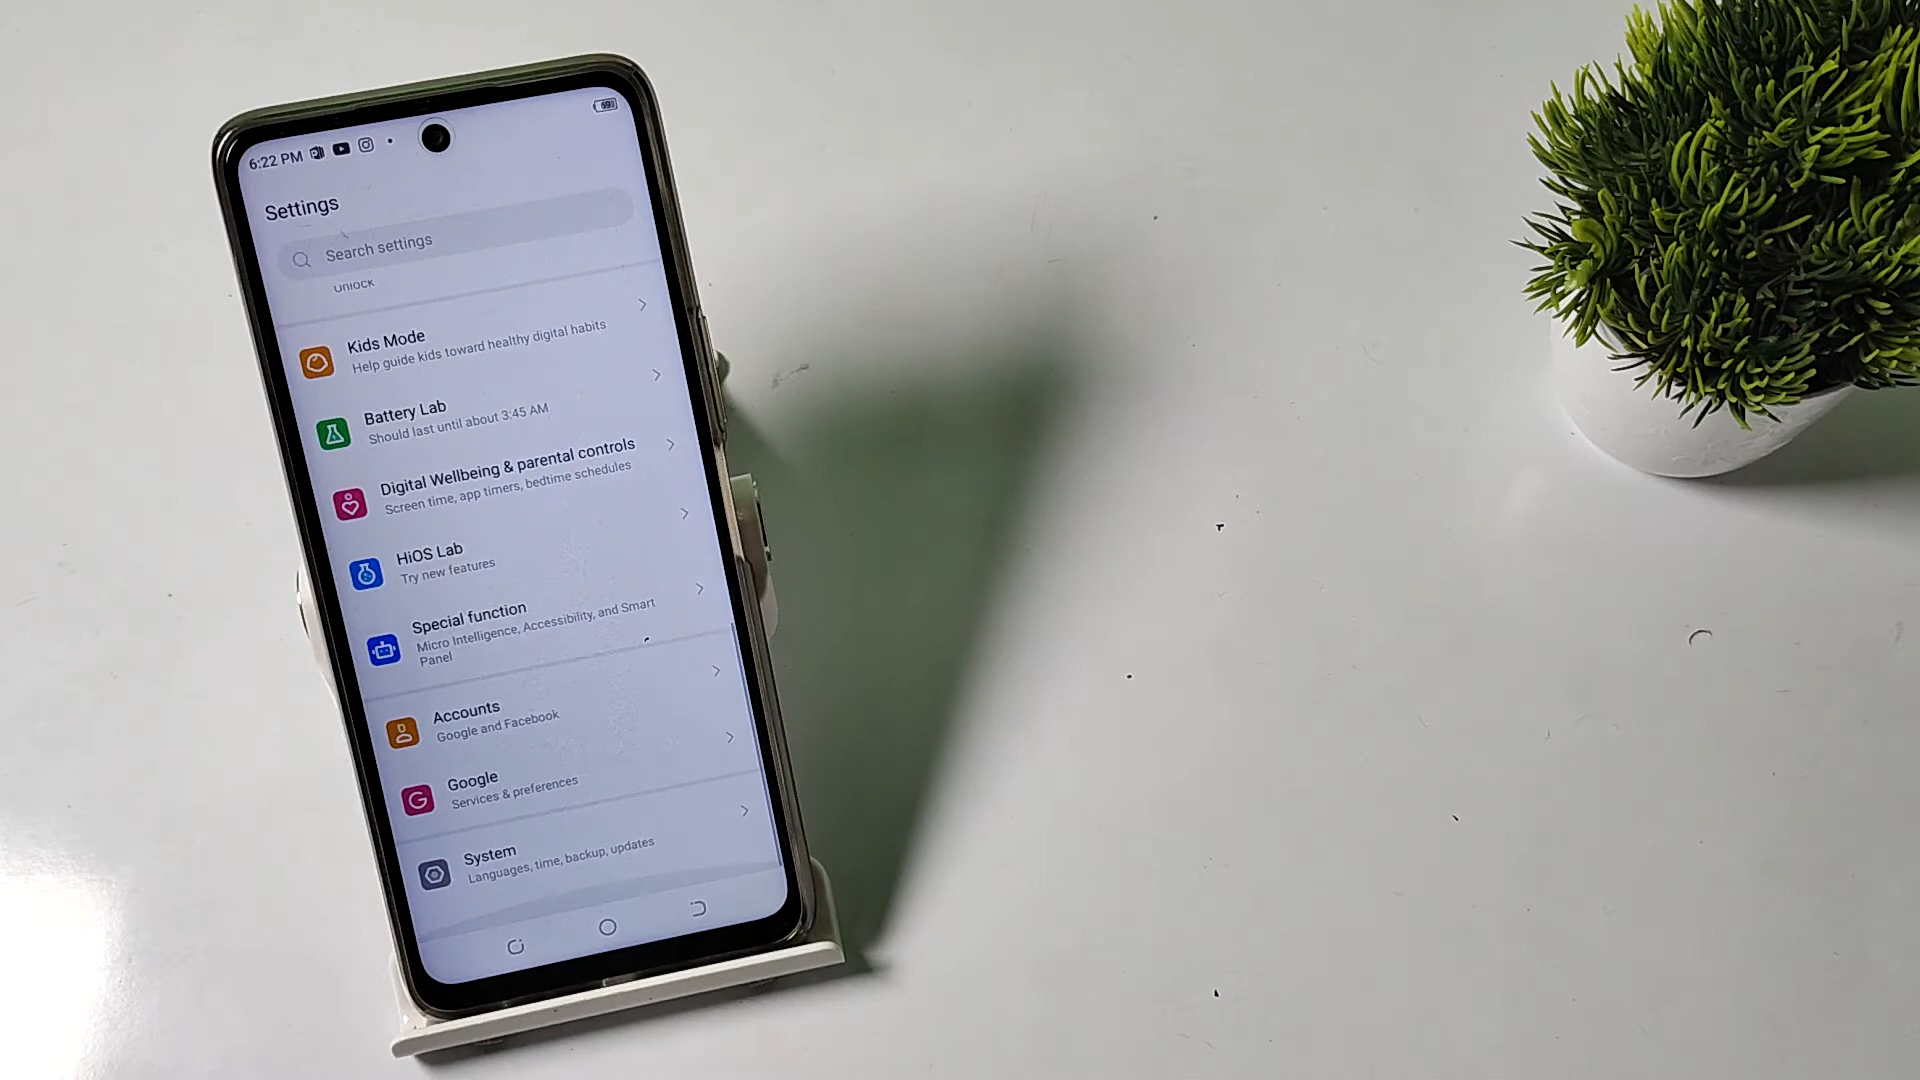 6:22 PM
69
Settings
Search settings
unlock
Kids Mode
Help guide kids toward healthy digital habits
Battery Lab
Should last until about 3:45 AM
Digital Wellbeing & parental controls
Screen time, app timers, bedtime schedules
HiOS Lab
Try new features
Special function
Micro Intelligence, Accessibility, and Smart
Panel
Accounts
Google and Facebook
Google
Services & preferences
System
Languages, time, backup, updates